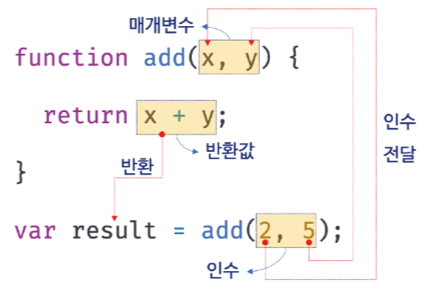 매개변수
function add(x, y) {
return x + y;
인수
전달
반환
반환값
}
var result = add(2, 5);
인수